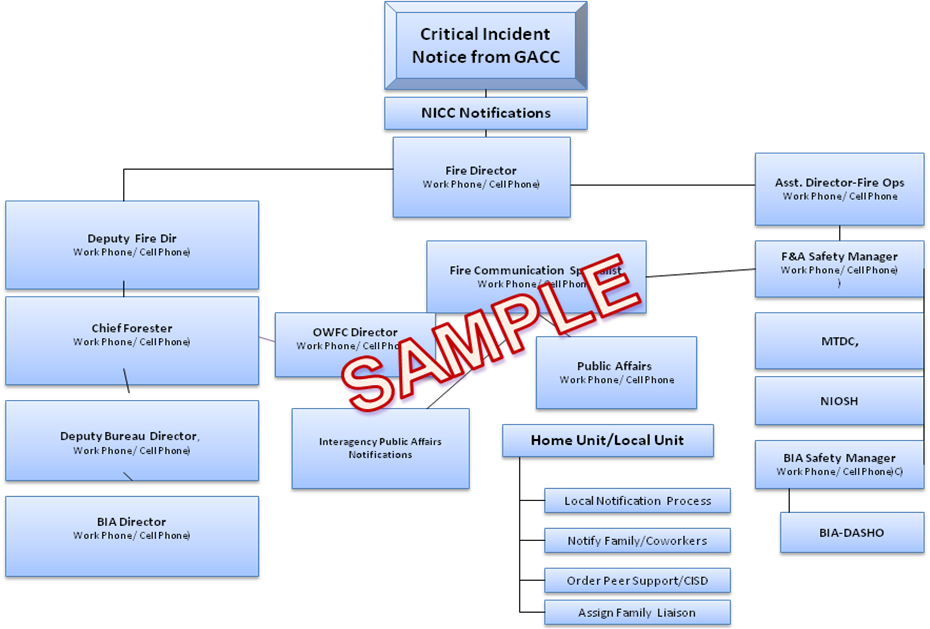 Critical Incident
Notice from GACC
NICC Notifications
Fire Director
Work Phone/ Cell Phone)
Asst. Director-Fire Ops
Work Phone/ Cell Phone
Deputy Fire Dir
Work Phone/ Cell Phone)
Fire Communication Specialist
Work Phone/ Cell Phone
F&A Safety Manager
Work Phone/ Cell Phone)
)
Chief Forester
Work Phone/ Cell Phone)
OWFC Director
Work Phone/ Cell Phone)
MTDC,
Public Affairs
Work Phone/ Cell Phone
NIOSH
Deputy Bureau Director,
Work Phone/ Cell Phone)
Interagency Public Affairs
Notifications
Home Unit/Local Unit
BIA Safety Manager
Work Phone/ Cell Phone)C)
BIA Director
Work Phone/ Cell Phone)
Local Notification Process
BIA-DASHO
Notify Family/Coworkers
Order Peer Support/CISD
Assign Family Liaison
SAMPLE